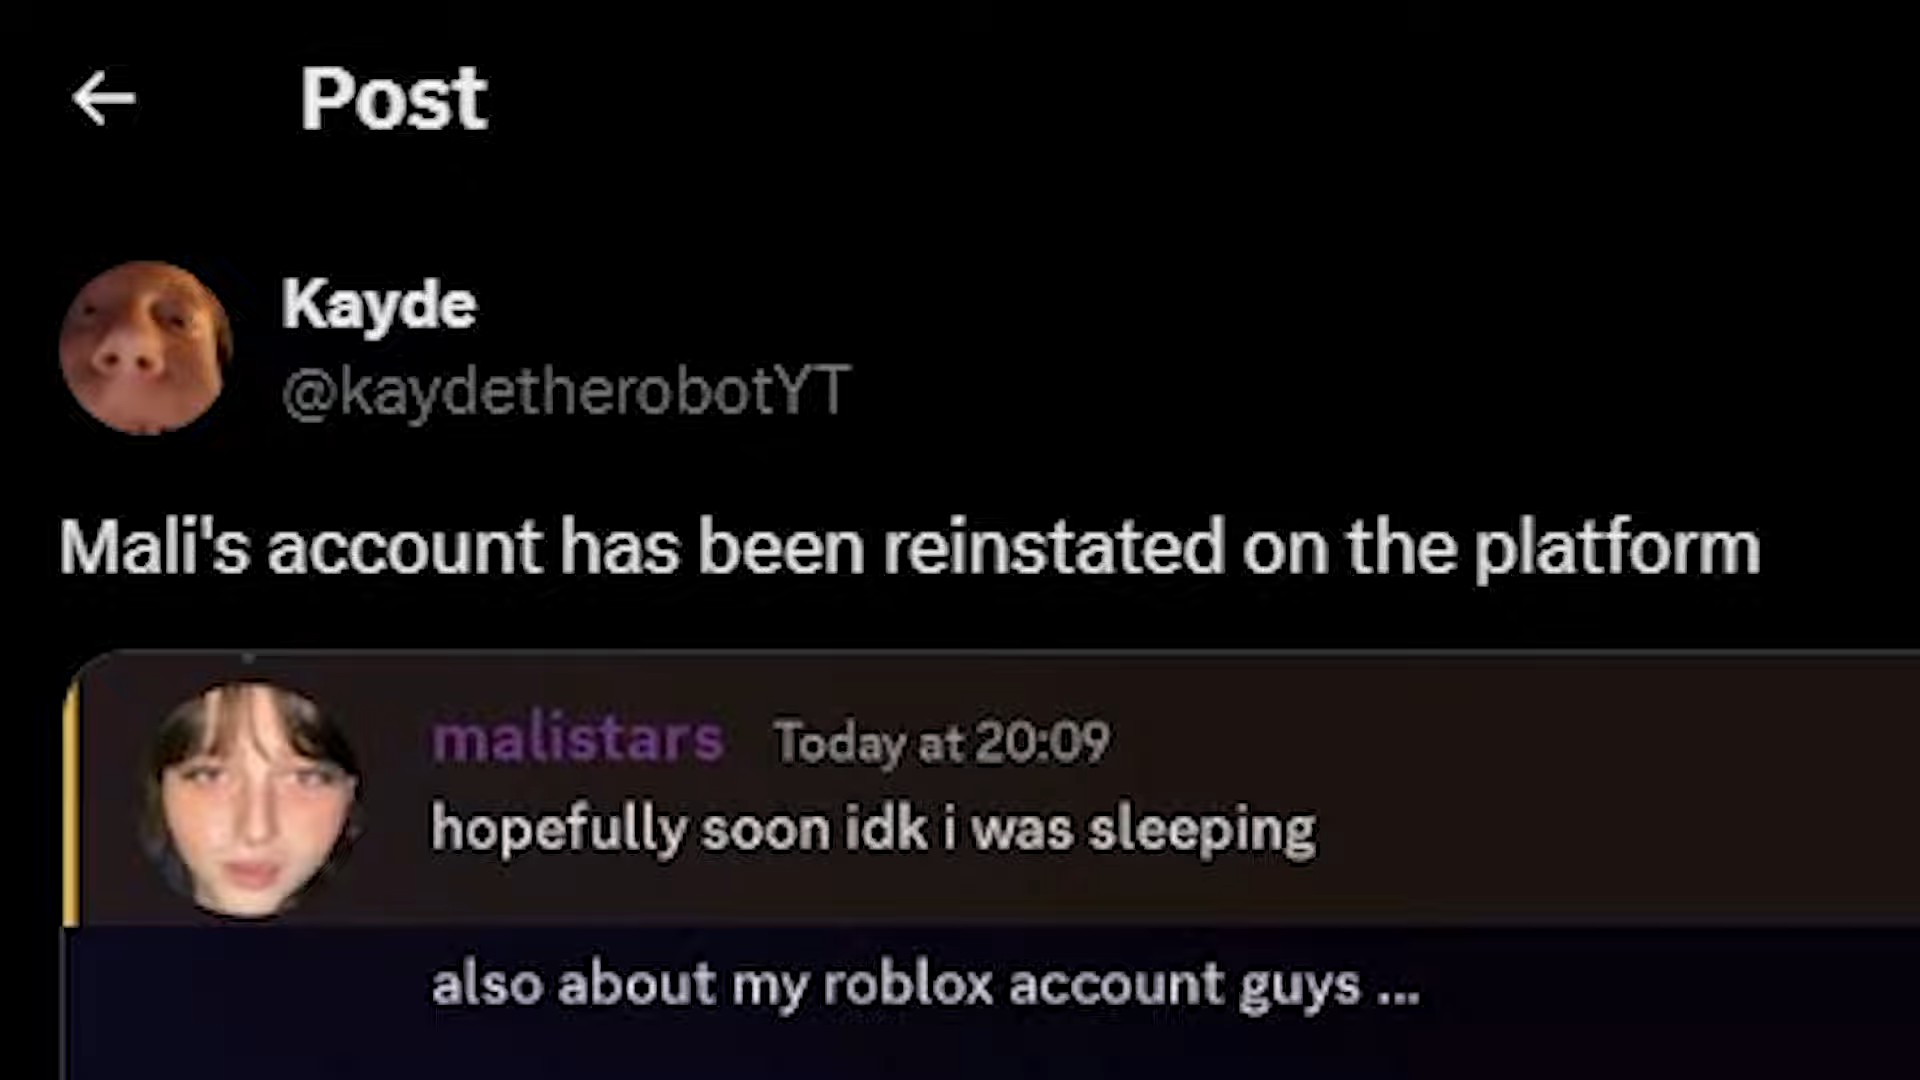 Post
Kayde
@kaydetherobotYT
Mali's account has been reinstated on the platform
malistars Today at 20:09
hopefully soon idk i was sleeping
also about my roblox account guys ...